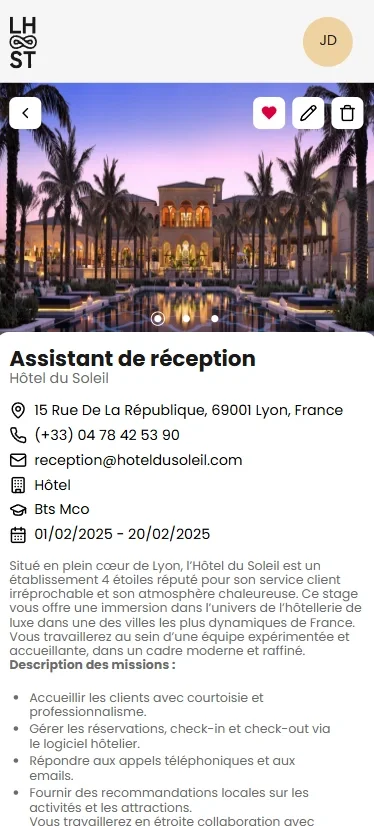 LH
ST
JD
Assistant de réception
Hôtel du Soleil
15 Rue De La République, 69001 Lyon, France
(+33) 04 78 42 53 90
reception@hoteldusoleil.com
Hôtel
Bts Mco
01/02/2025 - 20/02/2025
Situé en plein cœur de Lyon, l’Hôtel du Soleil est un
établissement 4 étoiles réputé pour son service client
irréprochable et son atmosphère chaleureuse. Ce stage
vous offre une immersion dans l’univers de l’hôtellerie de
luxe dans une des villes les plus dynamiques de France.
Vous travaillerez au sein d’une équipe expérimentée et
accueillante, dans un cadre moderne et raffiné.
Description des missions :
Accueillir les clients avec courtoisie et
professionnalisme.
Gérer les réservations, check-in et check-out via
le logiciel hôtelier.
Répondre aux appels téléphoniques et aux
emails.
Fournir des recommandations locales sur les
activités et les attractions.
Vous travaillerez en étroite collaboration avec